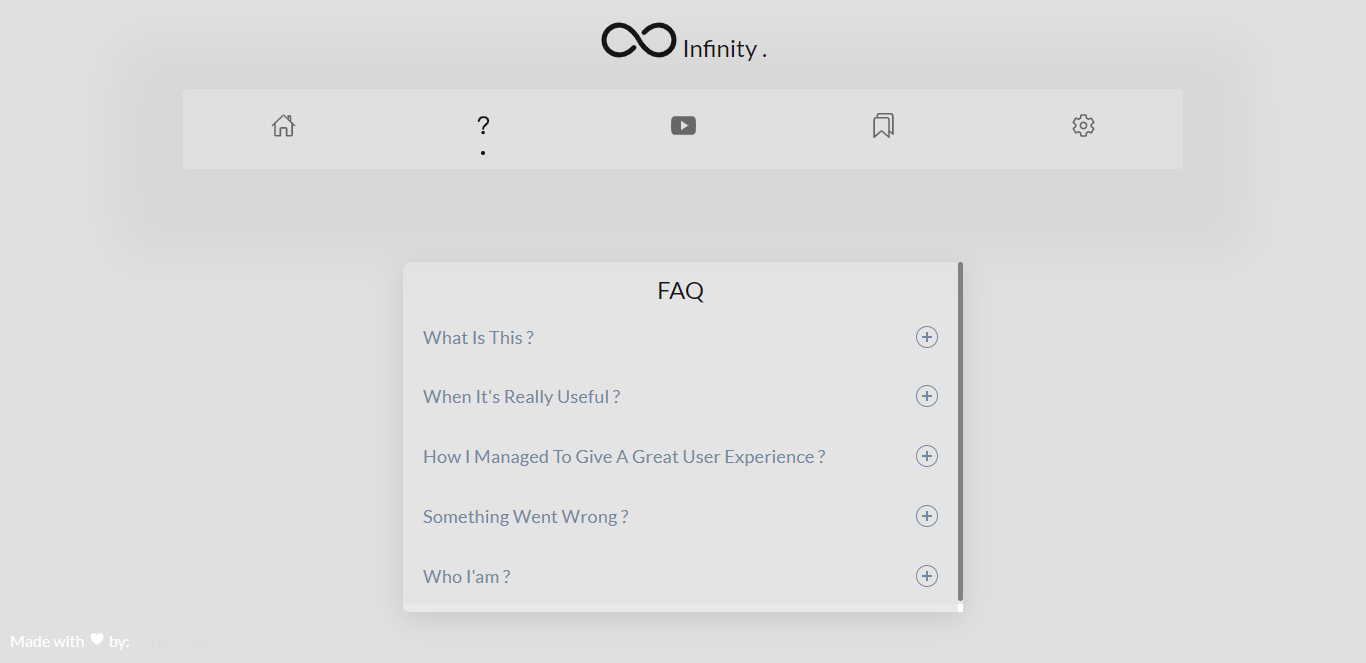 Infinity .
?
FAQ
What Is This ?
When It's Really Useful ?
How I Managed To Give A Great User Experience ?
Something Went Wrong ?
Who I'am ?
Made with by: